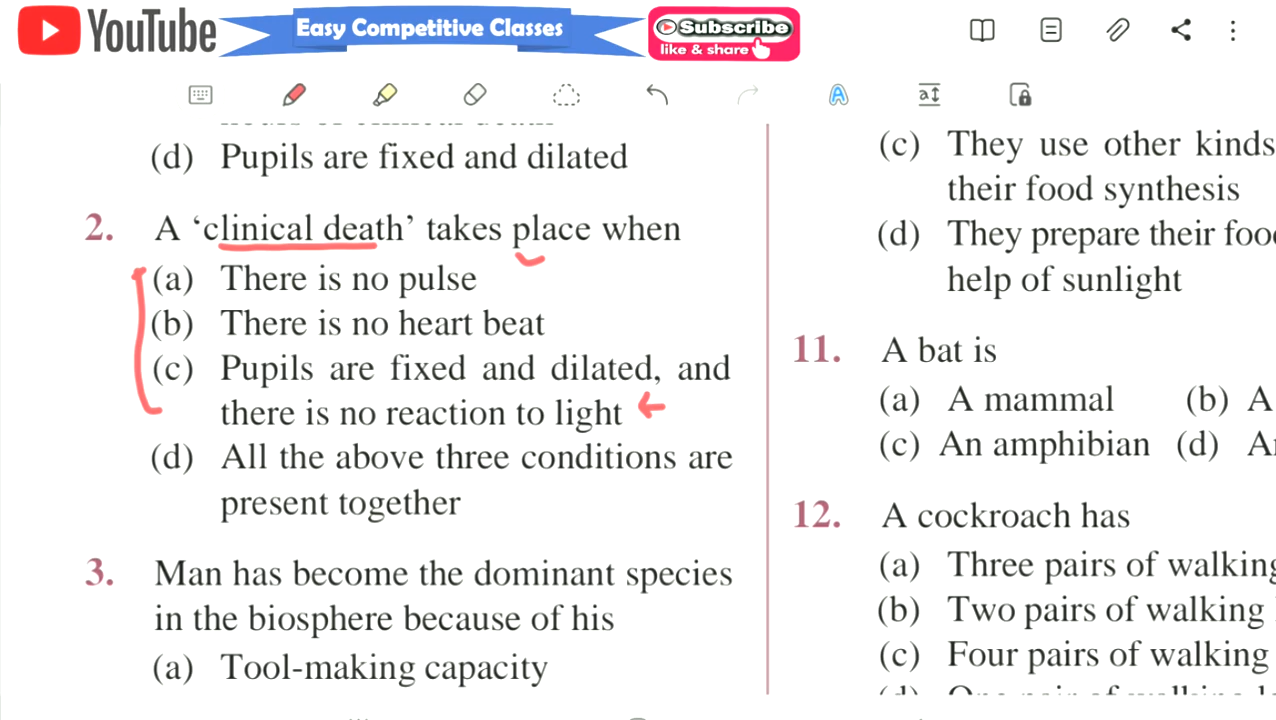 YouTube
Easy Competitive Classes
Subscribe
like & share
(d) Pupils are fixed and dilated
2. A ‘clinical death’ takes place when
(a) There is no pulse
(b) There is no heart beat
(c) Pupils are fixed and dilated, and
there is no reaction to light
(d) All the above three conditions are
present together
3. Man has become the dominant species
in the biosphere because of his
(a) Tool-making capacity
(c) They use other kinds
their food synthesis
(d) They prepare their foo
help of sunlight
11. A bat is
(a) A mammal (b) A
(c) An amphibian (d) A
12. A cockroach has
(a) Three pairs of walking
(b) Two pairs of walking
(c) Four pairs of walking